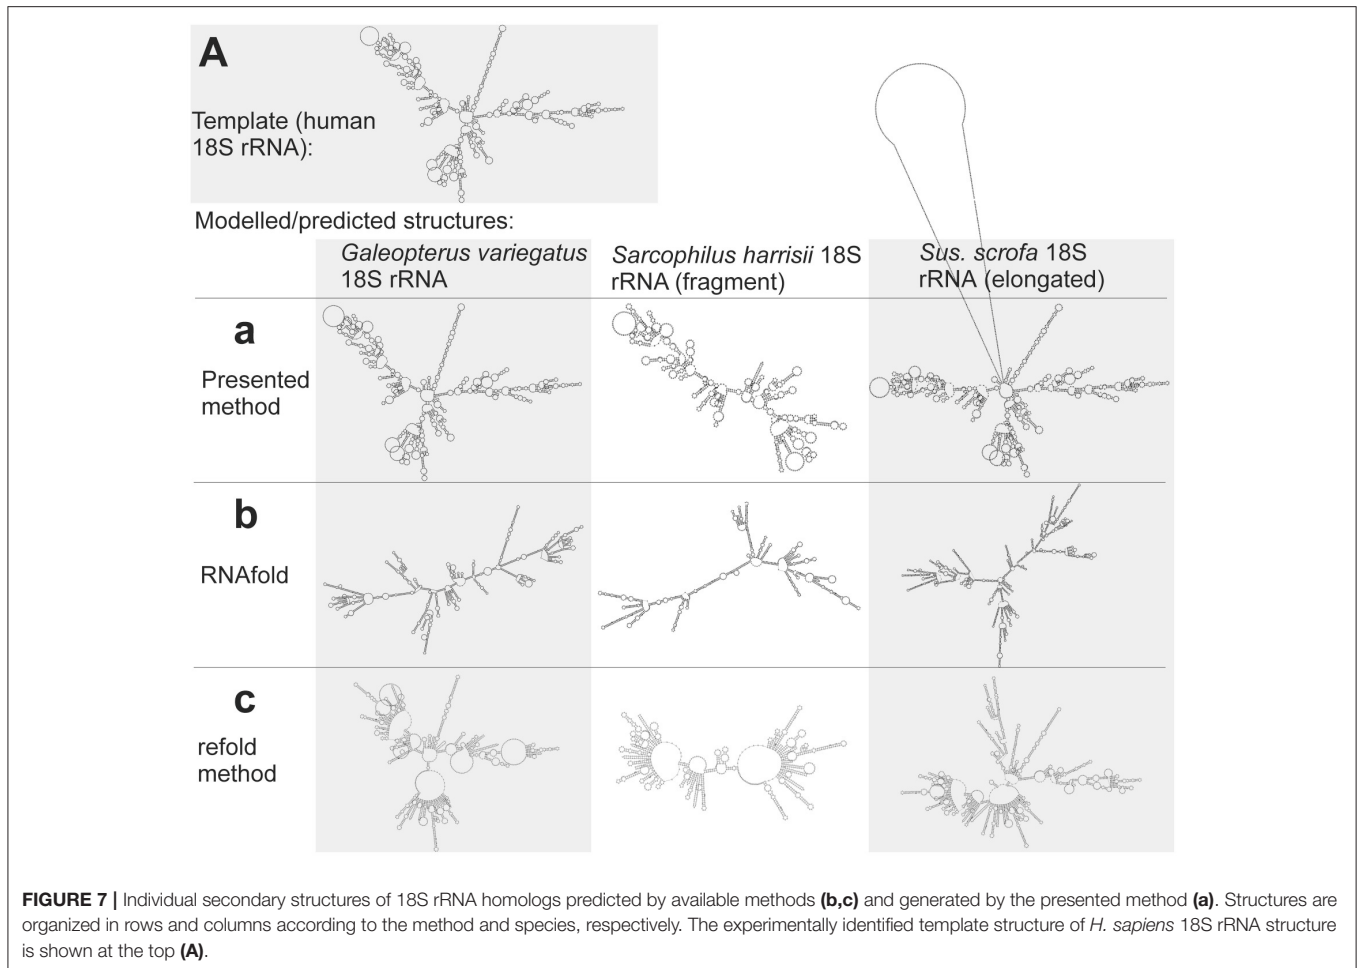 A
Template (human
18S rRNA):
Modelled/predicted structures:
Galeopterus variegatus
18S rRNA
Sarcophilus harrisii 18S
rRNA (fragment)
Sus. scrofa 18S
rRNA (elongated)
a
Presented
method
b
RNAfold
c
refold
method
FIGURE 7 | Individual secondary structures of 18S rRNA homologs predicted by available methods (b,c) and generated by the presented method (a). Structures are
organized in rows and columns according to the method and species, respectively. The experimentally identified template structure of H. sapiens 18S rRNA structure
is shown at the top (A).